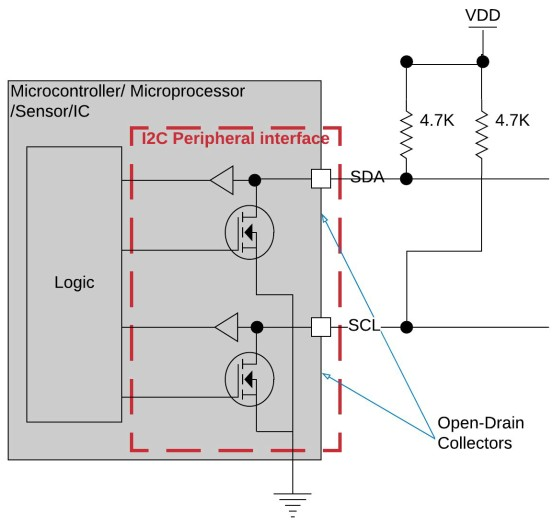 VDD
Microcontroller/ Microprocessor
/Sensor/IC
4.7K
4.7K
I2C Peripheral interface
SDA
Logic
SCL
Open-Drain
Collectors